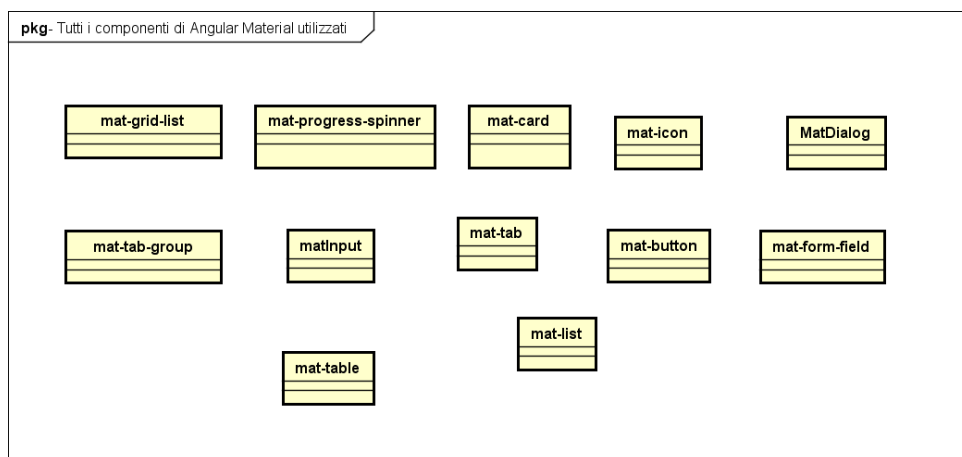 pkg- Tutti i componenti di Angular Material utilizzati
mat-grid-list
mat-progress-spinner
mat-card
mat-icon
MatDialog
mat-tab-group
matInput
mat-tab
mat-button
mat-form-field
mat-list
mat-table